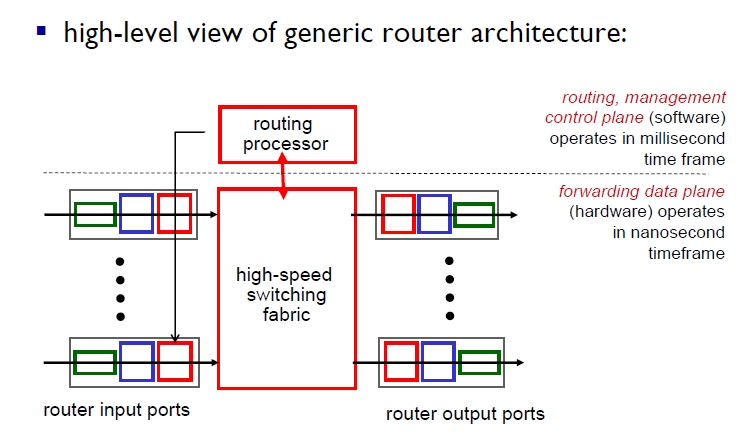 ▪ high-level view of generic router architecture:
routing, management
control plane (software)
operates in millisecond
time frame
routing
processor
forwarding data plane
(hardware) operates
in nanosecond
timeframe
high-speed
switching
fabric
router input ports
router output ports